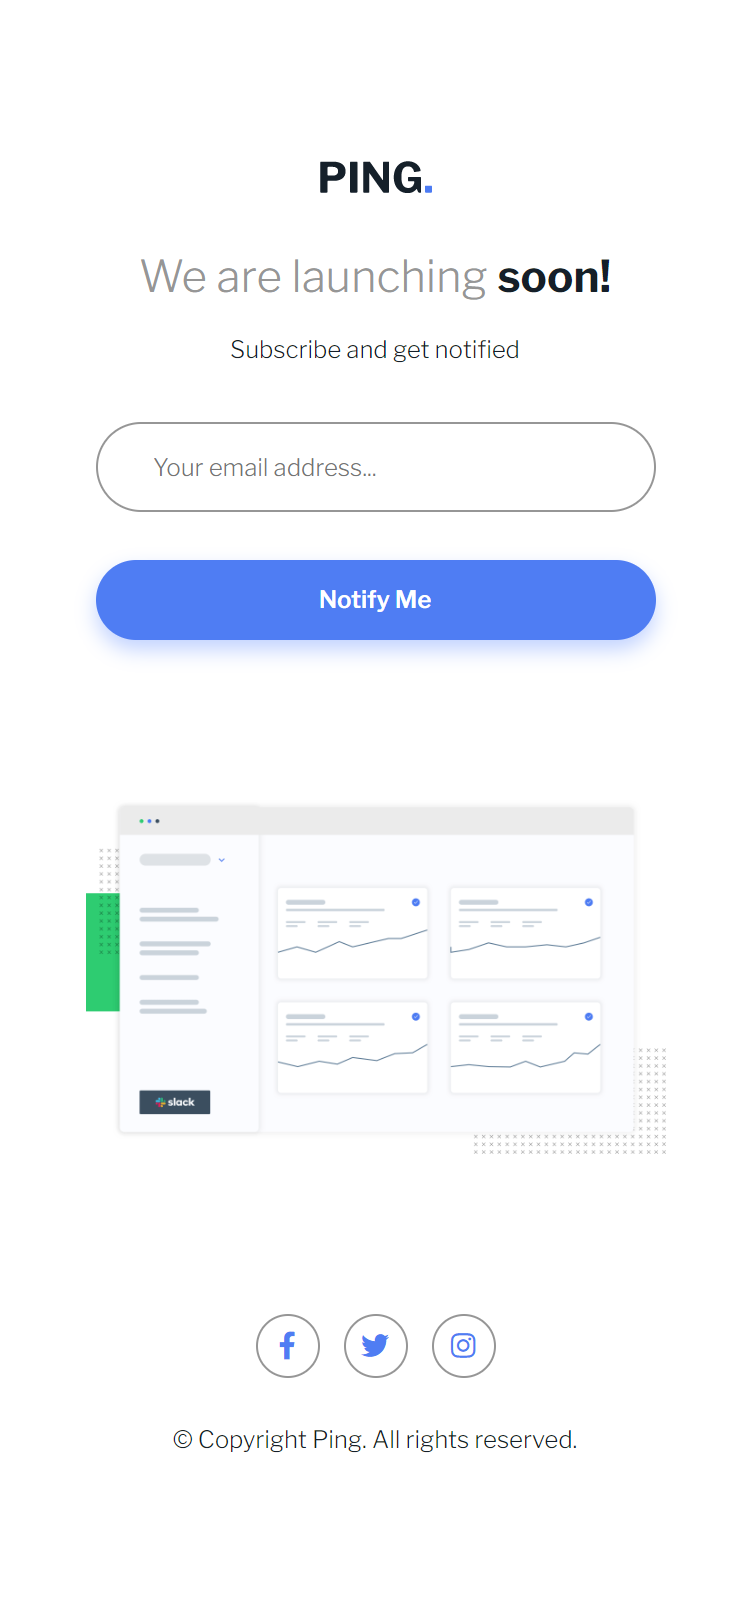 PING.
We are launching soon!
Subscribe and get notified
Your email address...
Notify Me
slack
© Copyright Ping. All rights reserved.